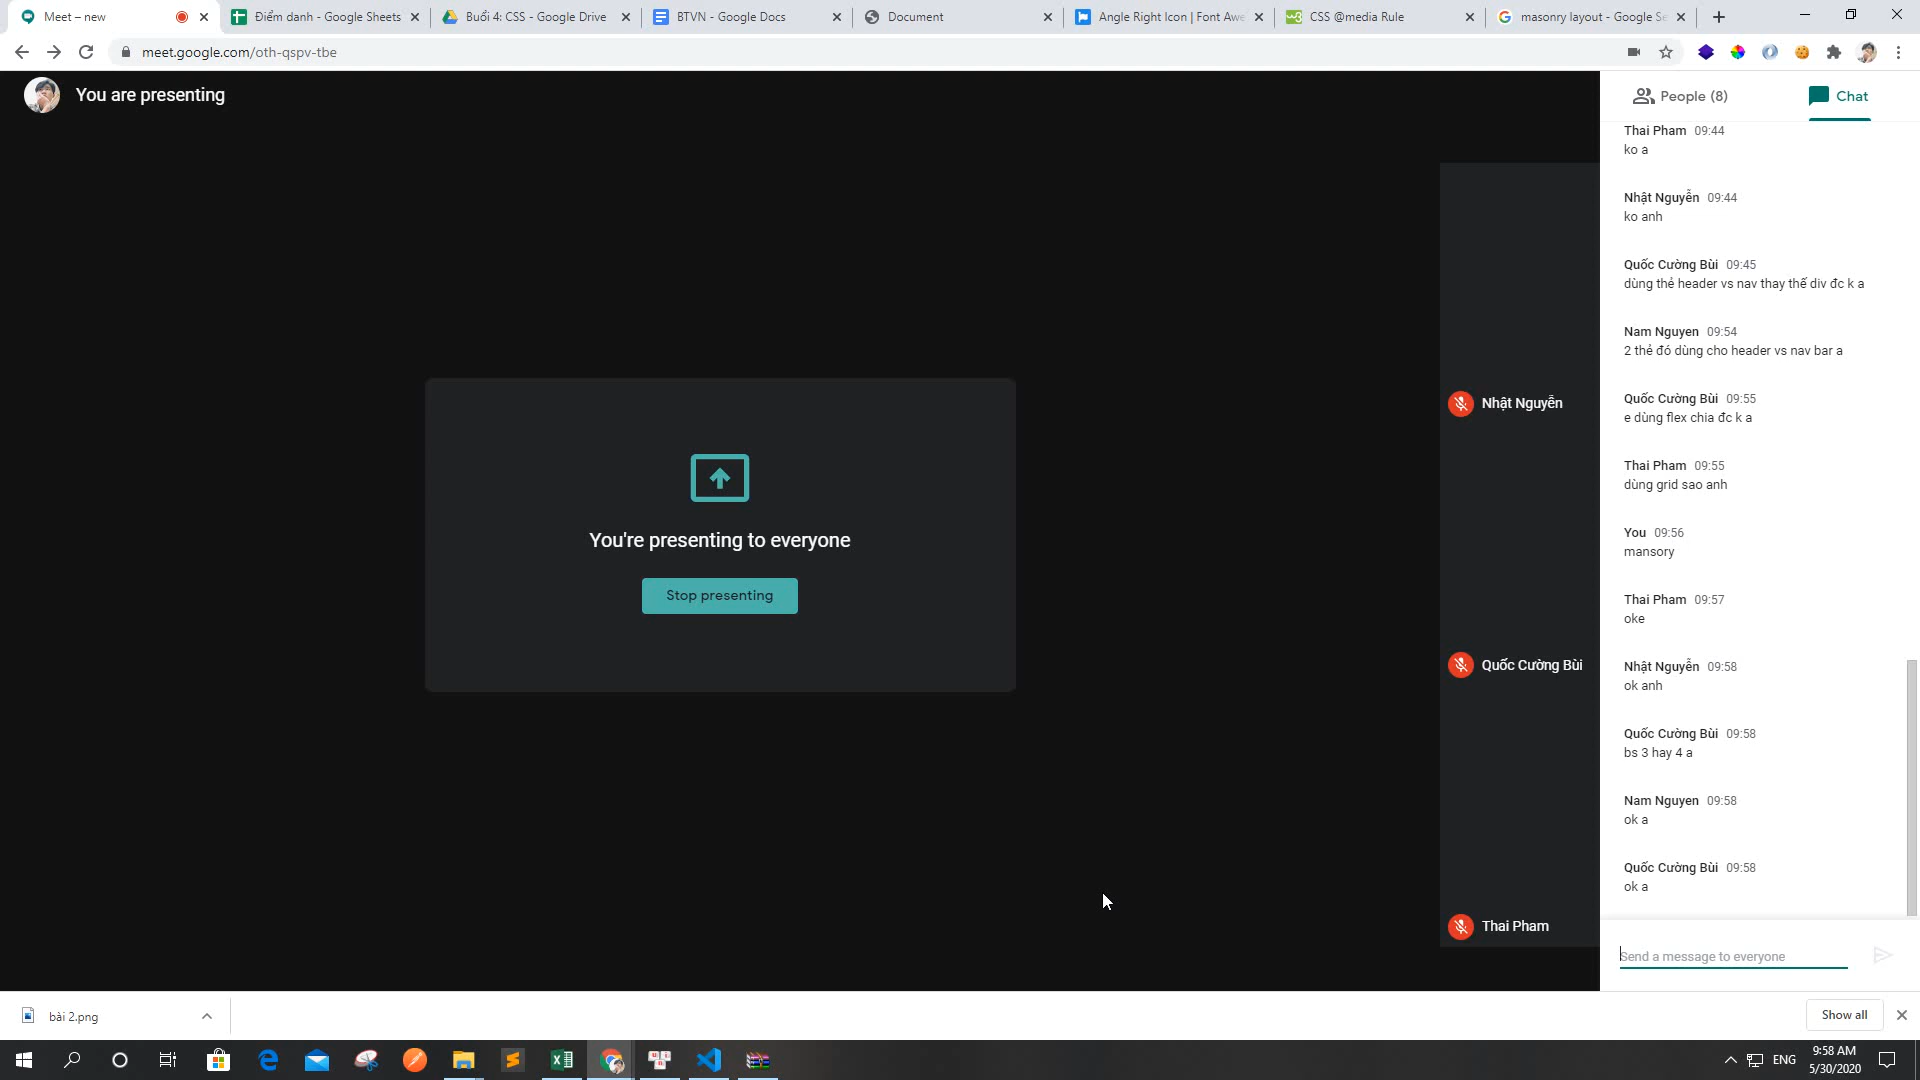 Meet – new
Điểm danh - Google Sheets
Buổi 4: CSS - Google Drive
BTVN - Google Docs
Document
Angle Right Icon | Font Awe
CSS @media Rule
masonry layout - Google Se
meet.google.com/oth-qspv-tbe
You are presenting
People (8)
Chat
Thai Pham 09:44
ko a
Nhật Nguyễn 09:44
ko anh
Quốc Cường Bùi 09:45
dùng thẻ header vs nav thay thế div đc k a
Nam Nguyen 09:54
2 thẻ đó dùng cho header vs nav bar a
Quốc Cường Bùi 09:55
e dùng flex chia đc k a
Thai Pham 09:55
dùng grid sao anh
You 09:56
mansory
Thai Pham 09:57
oke
Nhật Nguyễn 09:58
ok anh
Quốc Cường Bùi 09:58
bs 3 hay 4 a
Nam Nguyen 09:58
ok a
Quốc Cường Bùi 09:58
ok a
Send a message to everyone
You're presenting to everyone
Stop presenting
Nhật Nguyễn
Quốc Cường Bùi
Thai Pham
bài 2.png
Show all
ENG
9:58 AM
5/30/2020